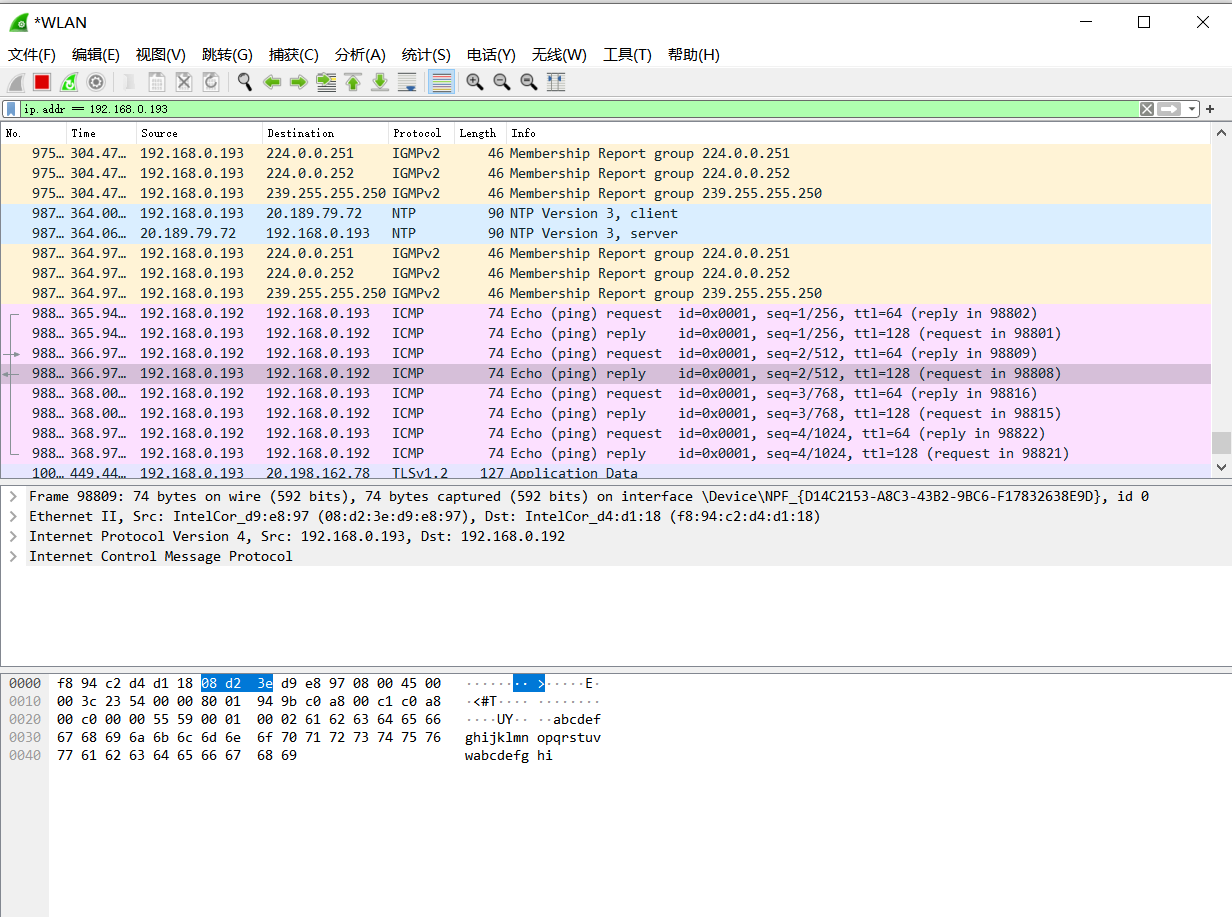 *WLAN
文件(F) 编辑(E) 视图(V) 跳转(G) 捕获(C) 分析(A) 统计(S) 电话(Y) 无线(W) 工具(T) 帮助(H)
ip.addr == 192.168.0.193
No. Time Source Destination Protocol Length Info
975… 304.47… 192.168.0.193 224.0.0.251 IGMPv2 46 Membership Report group 224.0.0.251
975… 304.47… 192.168.0.193 224.0.0.252 IGMPv2 46 Membership Report group 224.0.0.252
975… 304.47… 192.168.0.193 239.255.255.250 IGMPv2 46 Membership Report group 239.255.255.250
987… 364.00… 192.168.0.193 20.189.79.72 NTP 90 NTP Version 3, client
987… 364.06… 20.189.79.72 192.168.0.193 NTP 90 NTP Version 3, server
987… 364.97… 192.168.0.193 224.0.0.251 IGMPv2 46 Membership Report group 224.0.0.251
987… 364.97… 192.168.0.193 224.0.0.252 IGMPv2 46 Membership Report group 224.0.0.252
987… 364.97… 192.168.0.193 239.255.255.250 IGMPv2 46 Membership Report group 239.255.255.250
988… 365.94… 192.168.0.192 192.168.0.193 ICMP 74 Echo (ping) request id=0x0001, seq=1/256, ttl=64 (reply in 98802)
988… 365.94… 192.168.0.193 192.168.0.192 ICMP 74 Echo (ping) reply id=0x0001, seq=1/256, ttl=128 (request in 98801)
988… 366.97… 192.168.0.192 192.168.0.193 ICMP 74 Echo (ping) request id=0x0001, seq=2/512, ttl=64 (reply in 98809)
988… 366.97… 192.168.0.193 192.168.0.192 ICMP 74 Echo (ping) reply id=0x0001, seq=2/512, ttl=128 (request in 98808)
988… 368.00… 192.168.0.192 192.168.0.193 ICMP 74 Echo (ping) request id=0x0001, seq=3/768, ttl=64 (reply in 98816)
988… 368.00… 192.168.0.193 192.168.0.192 ICMP 74 Echo (ping) reply id=0x0001, seq=3/768, ttl=128 (request in 98815)
988… 368.97… 192.168.0.192 192.168.0.193 ICMP 74 Echo (ping) request id=0x0001, seq=4/1024, ttl=64 (reply in 98822)
988… 368.97… 192.168.0.193 192.168.0.192 ICMP 74 Echo (ping) reply id=0x0001, seq=4/1024, ttl=128 (request in 98821)
100… 449.44… 192.168.0.193 20.198.162.78 TLSv1.2 127 Application Data
Frame 98809: 74 bytes on wire (592 bits), 74 bytes captured (592 bits) on interface \Device\NPF_{D14C2153-A8C3-43B2-9BC6-F17832638E9D}, id 0
Ethernet II, Src: IntelCor_d9:e8:97 (08:d2:3e:d9:e8:97), Dst: IntelCor_d4:d1:18 (f8:94:c2:d4:d1:18)
Internet Protocol Version 4, Src: 192.168.0.193, Dst: 192.168.0.192
Internet Control Message Protocol
0000 f8 94 c2 d4 d1 18 08 d2 3e d9 e8 97 08 00 45 00 ········ >·····E·
0010 00 3c 23 54 00 00 80 01 94 9b c0 a8 00 c1 c0 a8 ·<#T···· ········
0020 00 c0 00 00 55 59 00 01 00 02 61 62 63 64 65 66 ····UY·· ··abcdef
0030 67 68 69 6a 6b 6c 6d 6e 6f 70 71 72 73 74 75 76 ghijklmn opqrstuv
0040 77 61 62 63 64 65 66 67 68 69 wabcdefg hi